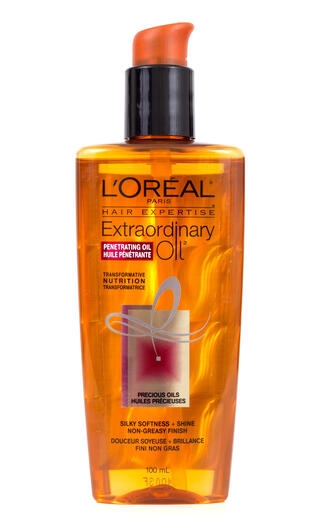 L'ORÉAL
PARIS
HAIR EXPERTISE
Extraordinary
PENETRATING OIL
HUILE PÉNÉTRANTE
Oil²
TRANSFORMATIVE
NUTRITION
TRANSFORMATRICE
PRECIOUS OILS
HUILES PRÉCIEUSES
SILKY SOFTNESS + SHINE
NON-GREASY FINISH
DOUCEUR SOYEUSE + BRILLANCE
FINI NON GRAS
100 mL